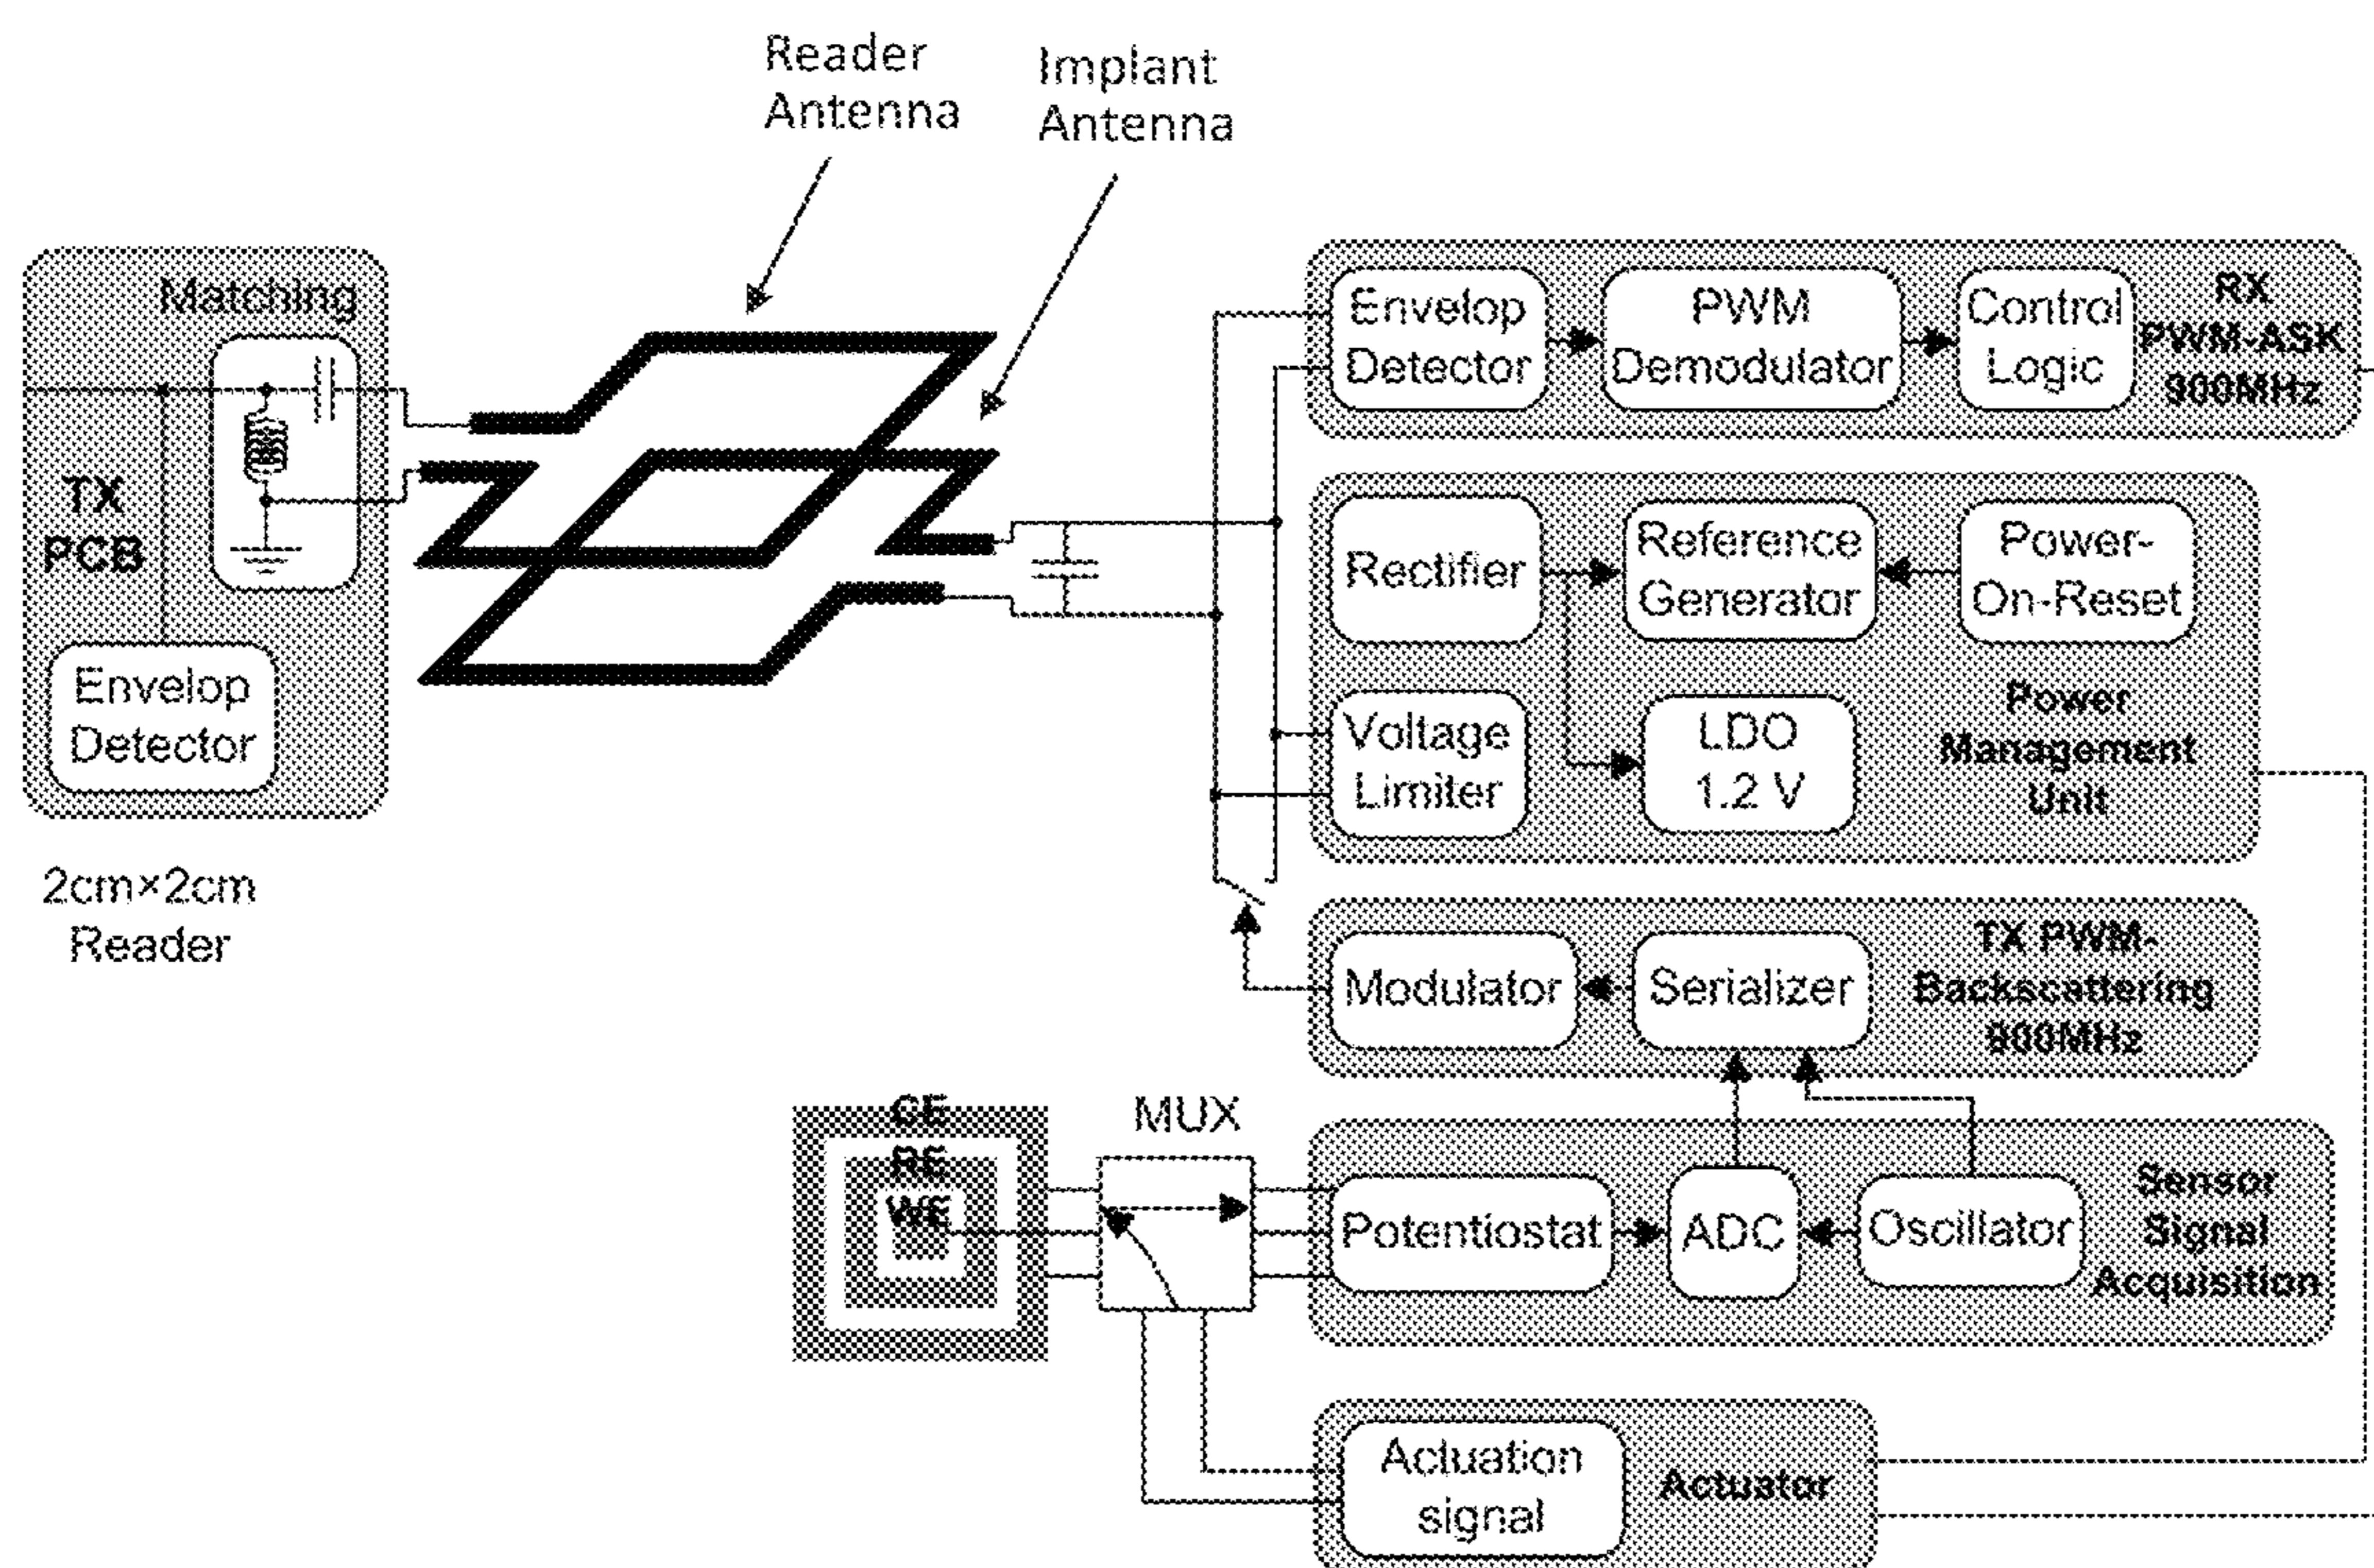 Reader
Antenna
Implant
Antenna
Matching
TX
PCB
Envelop
Detector
2cm×2cm
Reader
Envelop
Detector
PWM
Demodulator
Control
Logic
RX
PWM-ASK
900MHz
Rectifier
Reference
Generator
Power-
On-Reset
Voltage
Limiter
LDO
1.2 V
Power
Management
Unit
Modulator
Serializer
TX PWM-
Backscattering
900MHz
CE
RE
WE
MUX
Potentiostat
ADC
Oscillator
Sensor
Signal
Acquisition
Actuation
signal
Actuator